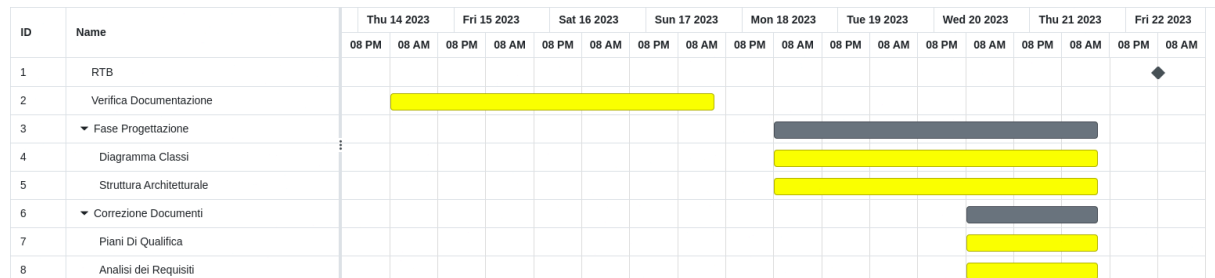 ID Name Thu 14 2023 Fri 15 2023 Sat 16 2023 Sun 17 2023 Mon 18 2023 Tue 19 2023 Wed 20 2023 Thu 21 2023 Fri 22 2023
08 PM 08 AM 08 PM 08 AM 08 PM 08 AM 08 PM 08 AM 08 PM 08 AM 08 PM 08 AM 08 PM 08 AM 08 PM 08 AM 08 PM 08 AM
1 RTB
2 Verifica Documentazione
3 Fase Progettazione
4 Diagramma Classi
5 Struttura Architetturale
6 Correzione Documenti
7 Piani Di Qualifica
8 Analisi dei Requisiti